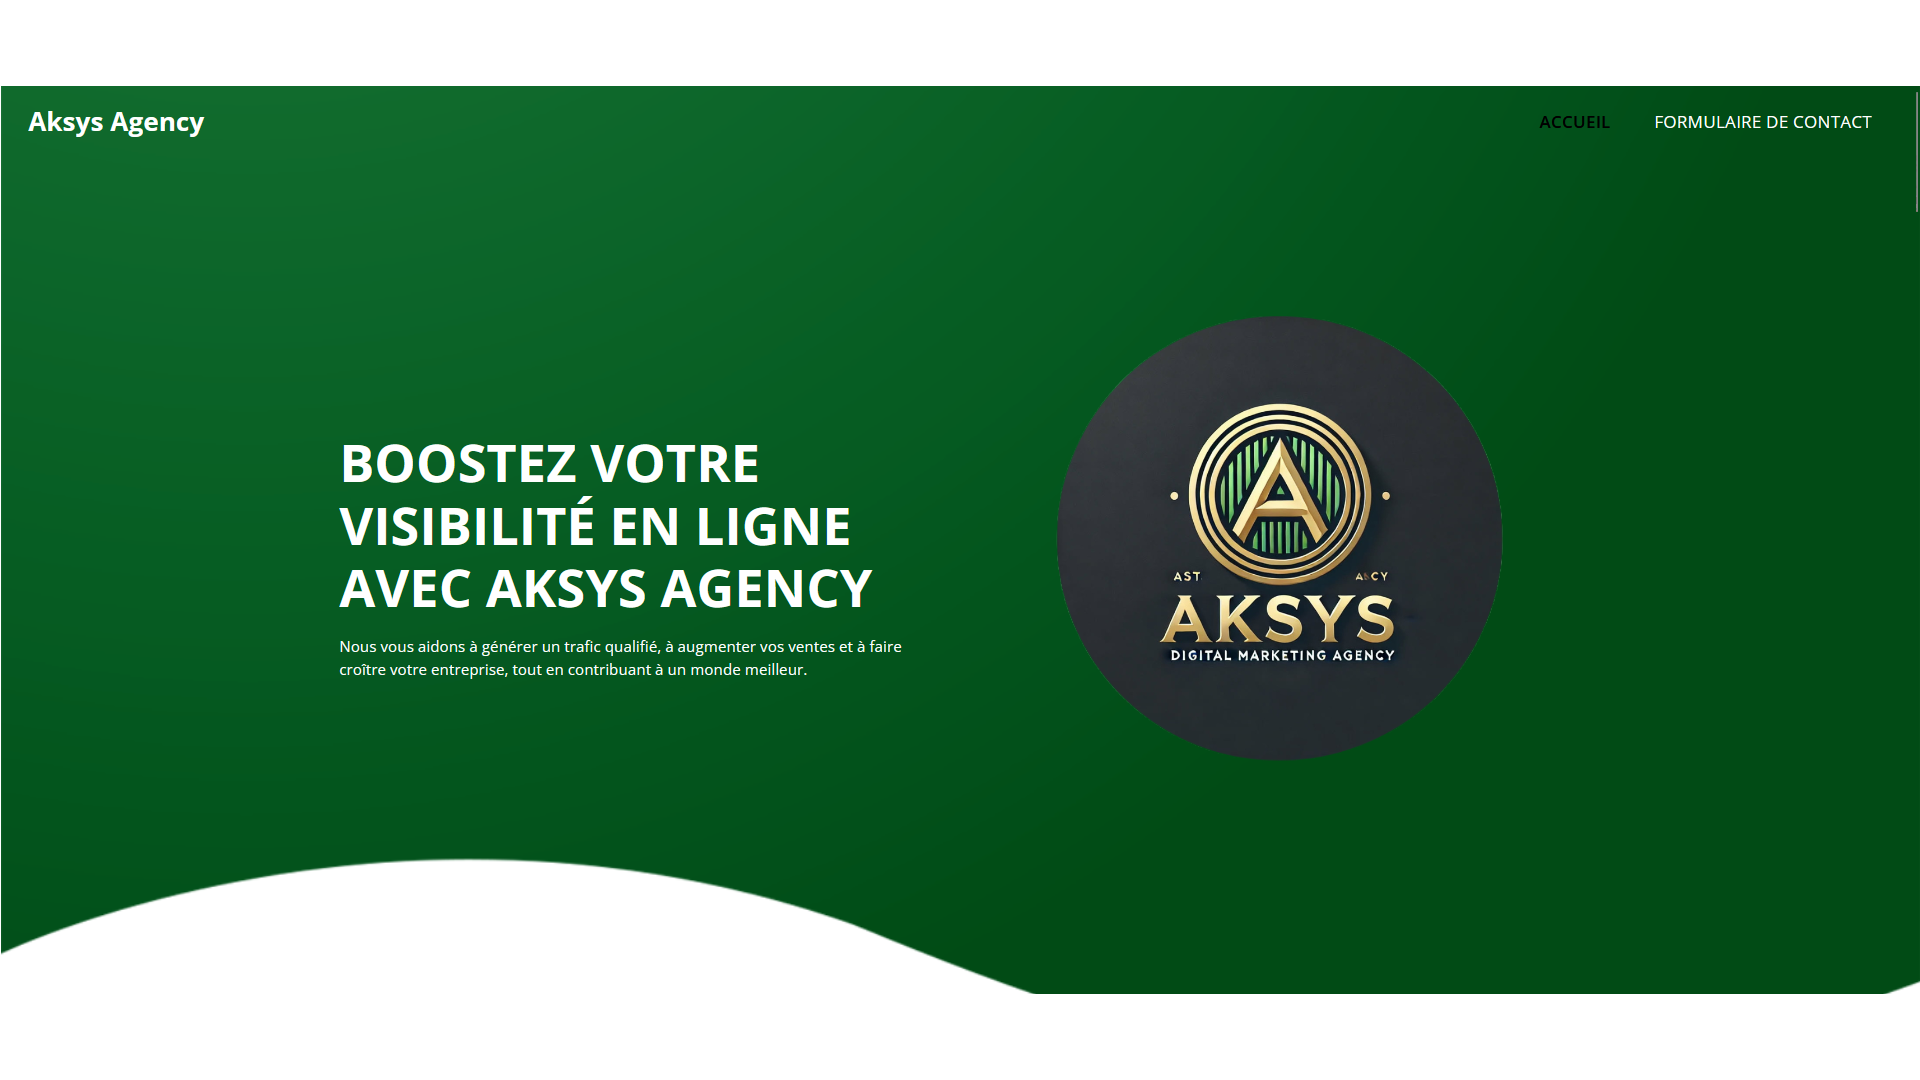 Aksys Agency
ACCUEIL
FORMULAIRE DE CONTACT
BOOSTEZ VOTRE
VISIBILITÉ EN LIGNE
AVEC AKSYS AGENCY
Nous vous aidons à générer un trafic qualifié, à augmenter vos ventes et à faire
croître votre entreprise, tout en contribuant à un monde meilleur.
A
AST
AKSYS
DIGITAL MARKETING AGENCY